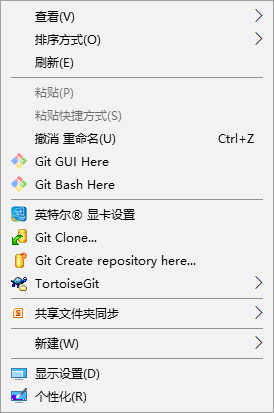 查看(V)
排序方式(O)
刷新(E)
粘贴(P)
粘贴快捷方式(S)
撤消 重命名(U) Ctrl+Z
Git GUI Here
Git Bash Here
英特尔® 显卡设置
Git Clone...
Git Create repository here...
TortoiseGit
共享文件夹同步
新建(W)
显示设置(D)
个性化(R)